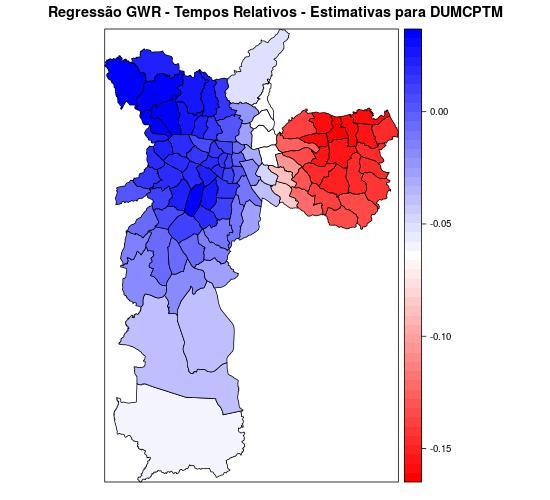 Regressão GWR - Tempos Relativos - Estimativas para DUMCPTM
0.00
-0.05
-0.10
-0.15